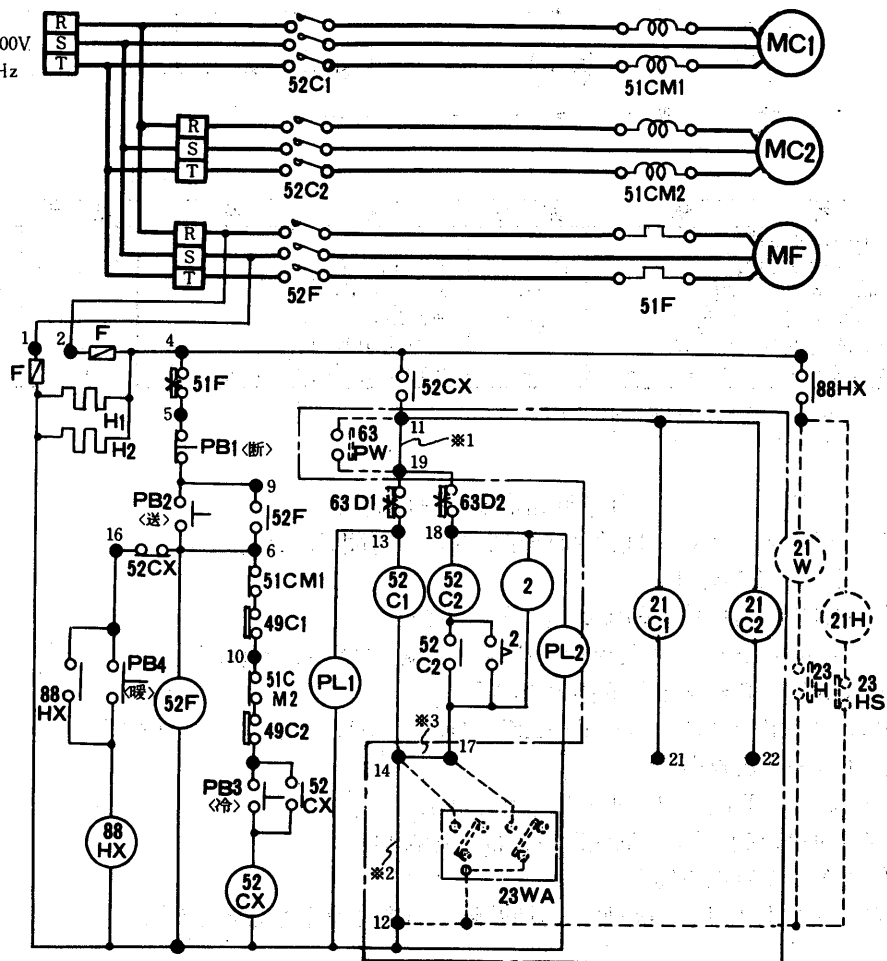 R
S
T
00V
Hz
52C1
51CM1
MC1
R
S
T
52C2
51CM2
MC2
R
S
T
52F
51F
MF
1
2
F
4
F
51F
52CX
88HX
H1
H2
5
PB1〈断〉
63
PW
11
※1
19
PB2
〈送〉
9
52F
63D1
63D2
16
52CX
6
13
18
51CM1
49C1
52
C1
52
C2
2
21
C1
21
C2
21
W
21H
10
51C
M2
49C2
PB4
〈暖〉
88
HX
52F
PL1
52
C2
2
PL2
23
H
23
HS
※3
14
17
21
22
PB3
〈冷〉
52
CX
88
HX
52
CX
※2
23WA
12